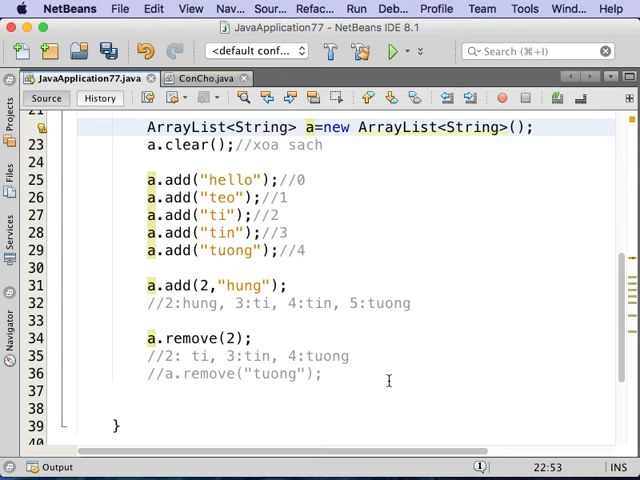 NetBeans File Edit View Nav... Sour... Refac... Run Debug Profile Team Tools Wind... Help
JavaApplication77 - NetBeans IDE 8.1
<default conf... Search (⌘+I)
JavaApplication77.java ConCho.java
Source History
Projects
Files
Services
Navigator
21
ArrayList<String> a=new ArrayList<String>();
23 a.clear();//xoa sach
24
25 a.add("hello");//0
26 a.add("teo");//1
27 a.add("ti");//2
28 a.add("tin");//3
29 a.add("tuong");//4
30
31 a.add(2,"hung");
32 //2:hung, 3:ti, 4:tin, 5:tuong
33
34 a.remove(2);
35 //2: ti, 3:tin, 4:tuong
36 //a.remove("tuong");
37
38
39 }
40
Output 1 22:53 INS